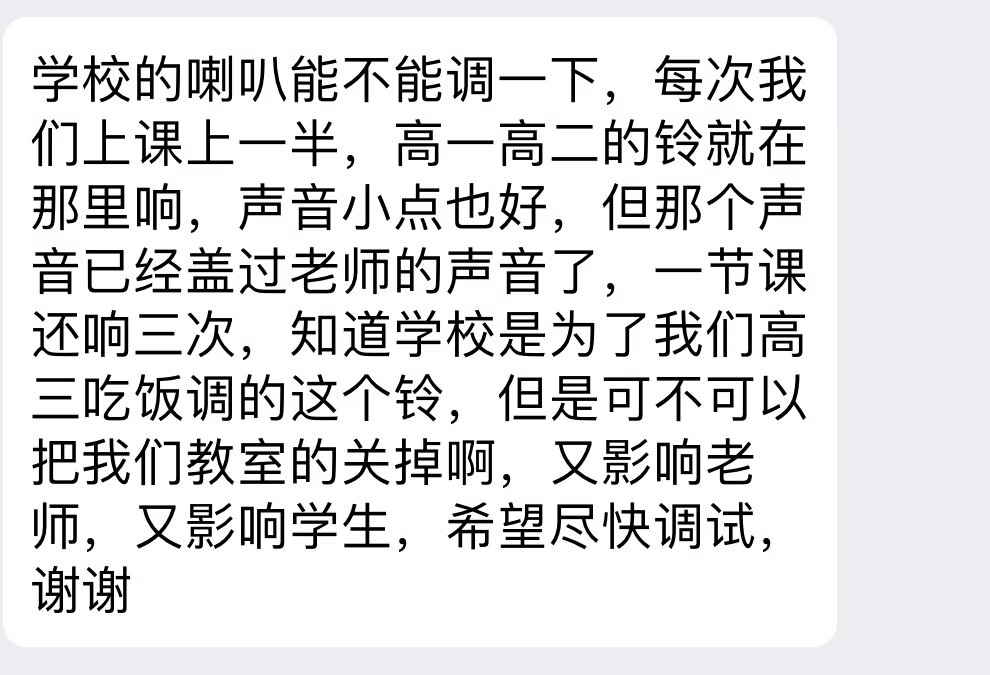 学校的喇叭能不能调一下，每次我
们上课上一半，高一高二的铃就在
那里响，声音小点也好，但那个声
音已经盖过老师的声音了，一节课
还响三次，知道学校是为了我们高
三吃饭调的这个铃，但是可不可以
把我们教室的关掉啊，又影响老
师，又影响学生，希望尽快调试，
谢谢